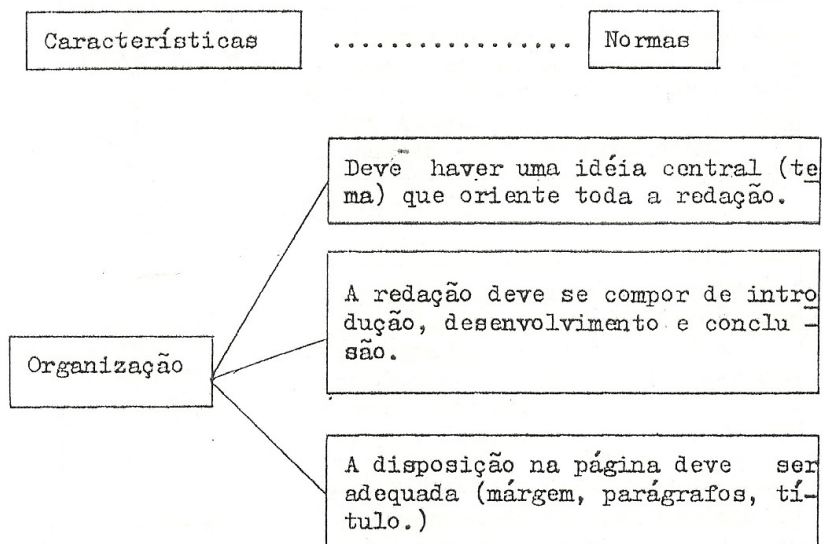 Características ................. Normas
Deve haver uma idéia central (te
ma) que oriente toda a redação.
A redação deve se compor de intro
dução, desenvolvimento e conclu -
são.
Organização
A disposição na página deve ser
adequada (márgem, parágrafos, tí-
tulo.)